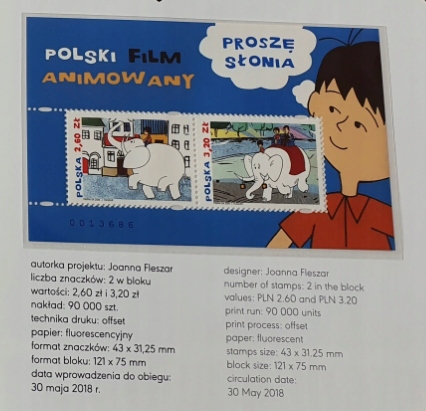 POLSKI FILM
ANIMOWANY
PROSZĘ
SŁONIA
POLSKA 2,60 ZŁ
POLSKA 3,20 ZŁ
0013686
autorka projektu: Joanna Fleszar
liczba znaczków: 2 w bloku
wartości: 2,60 zł i 3,20 zł
nakład: 90 000 szt.
technika druku: offset
papier: fluorescencyjny
format znaczków: 43 x 31,25 mm
format bloku: 121 x 75 mm
data wprowadzenia do obiegu:
30 maja 2018 r.
designer: Joanna Fleszar
number of stamps: 2 in the block
values: PLN 2.60 and PLN 3.20
print run: 90 000 units
print process: offset
paper: fluorescent
stamps size: 43 x 31.25 mm
block size: 121 x 75 mm
circulation date:
30 May 2018